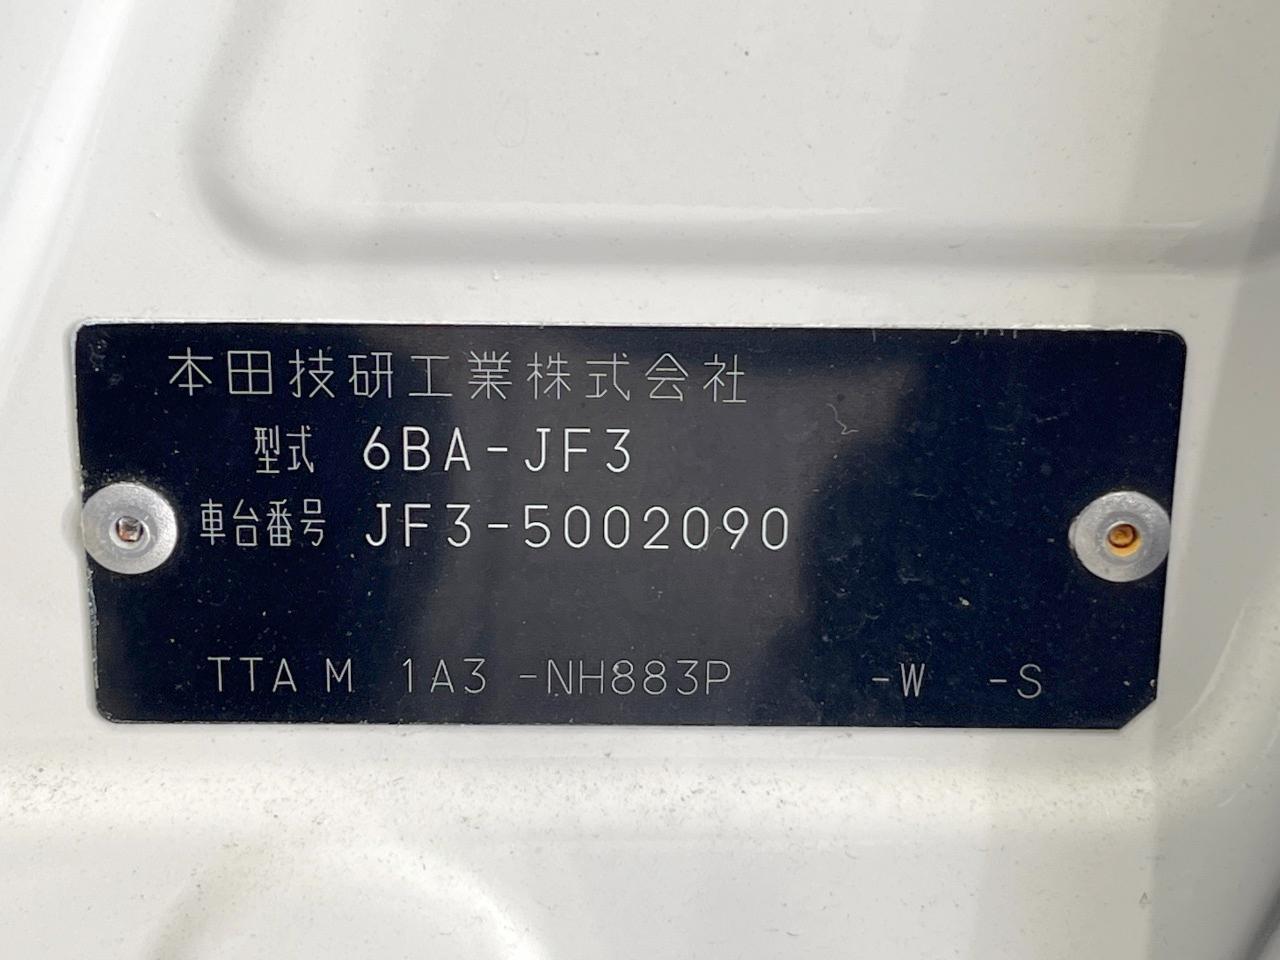 本田技研工業株式会社
型式 6BA-JF3
車台番号 JF3-5002090
TTA M 1A3 -NH883P -W -S